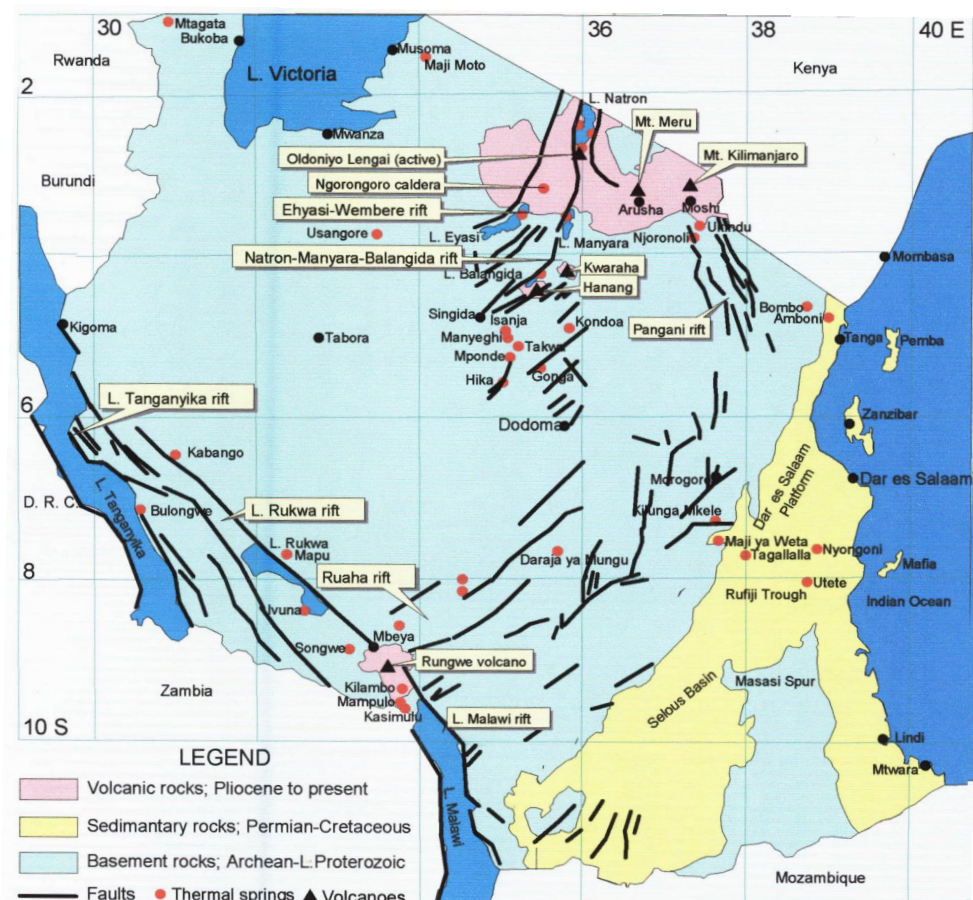 30
36
38
40 E
Mtagata
Bukoba
Musoma
Maji Moto
Rwanda
L. Victoria
Kenya
2
L. Natron
Mt. Meru
Mwanza
Oldoniyo Lengai (active)
Mt. Kilimanjaro
Burundi
Ngorongoro caldera
Ehyasi-Wembere rift
Arusha
Moshi
Usangore
L. Eyasi
L. Manyara
Njoronoli
Natron-Manyara-Balangida rift
Mombasa
L. Balangida
Kwaraha
Hanang
Singida
Isanja
Kondoa
Pangani rift
Bombo
Amboni
Kigoma
Tabora
Manyeghi
Takwa
Tanga
Pemba
Mponde
Hika
Gonga
L. Tanganyika rift
6
Dodoma
Zanzibar
Kabango
Morogoro
Dar es Salaam
Platform
Dar es Salaam
D. R. C.
L. Tanganyika
Bulongwe
L. Rukwa rift
Kilunga Mkele
L. Rukwa
Mapu
Daraja ya Mungu
Maji ya Weta
Tagallalla
Nyongoni
Mafia
8
Ruaha rift
Utete
Rufiji Trough
Indian Ocean
Uvuna
Mbeya
Songwe
Rungwe volcano
Zambia
Kilambo
Mampulo
Kasimulu
Selous Basin
Masasi Spur
L. Malawi rift
10 S
Lindi
Mtwara
LEGEND
Volcanic rocks; Pliocene to present
Sedimantary rocks; Permian-Cretaceous
Basement rocks; Archean-L.Proterozoic
L. Malawi
Mozambique
Faults
Thermal springs
Volcanoes